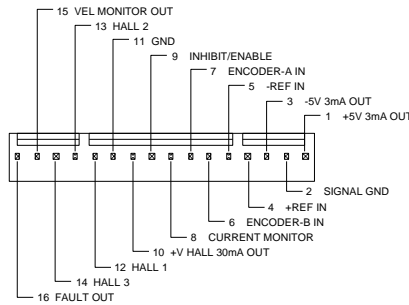 15 VEL MONITOR OUT
13 HALL 2
11 GND
9 INHIBIT/ENABLE
7 ENCODER-A IN
5 -REF IN
3 -5V 3mA OUT
1 +5V 3mA OUT
2 SIGNAL GND
4 +REF IN
6 ENCODER-B IN
8 CURRENT MONITOR
10 +V HALL 30mA OUT
12 HALL 1
14 HALL 3
16 FAULT OUT